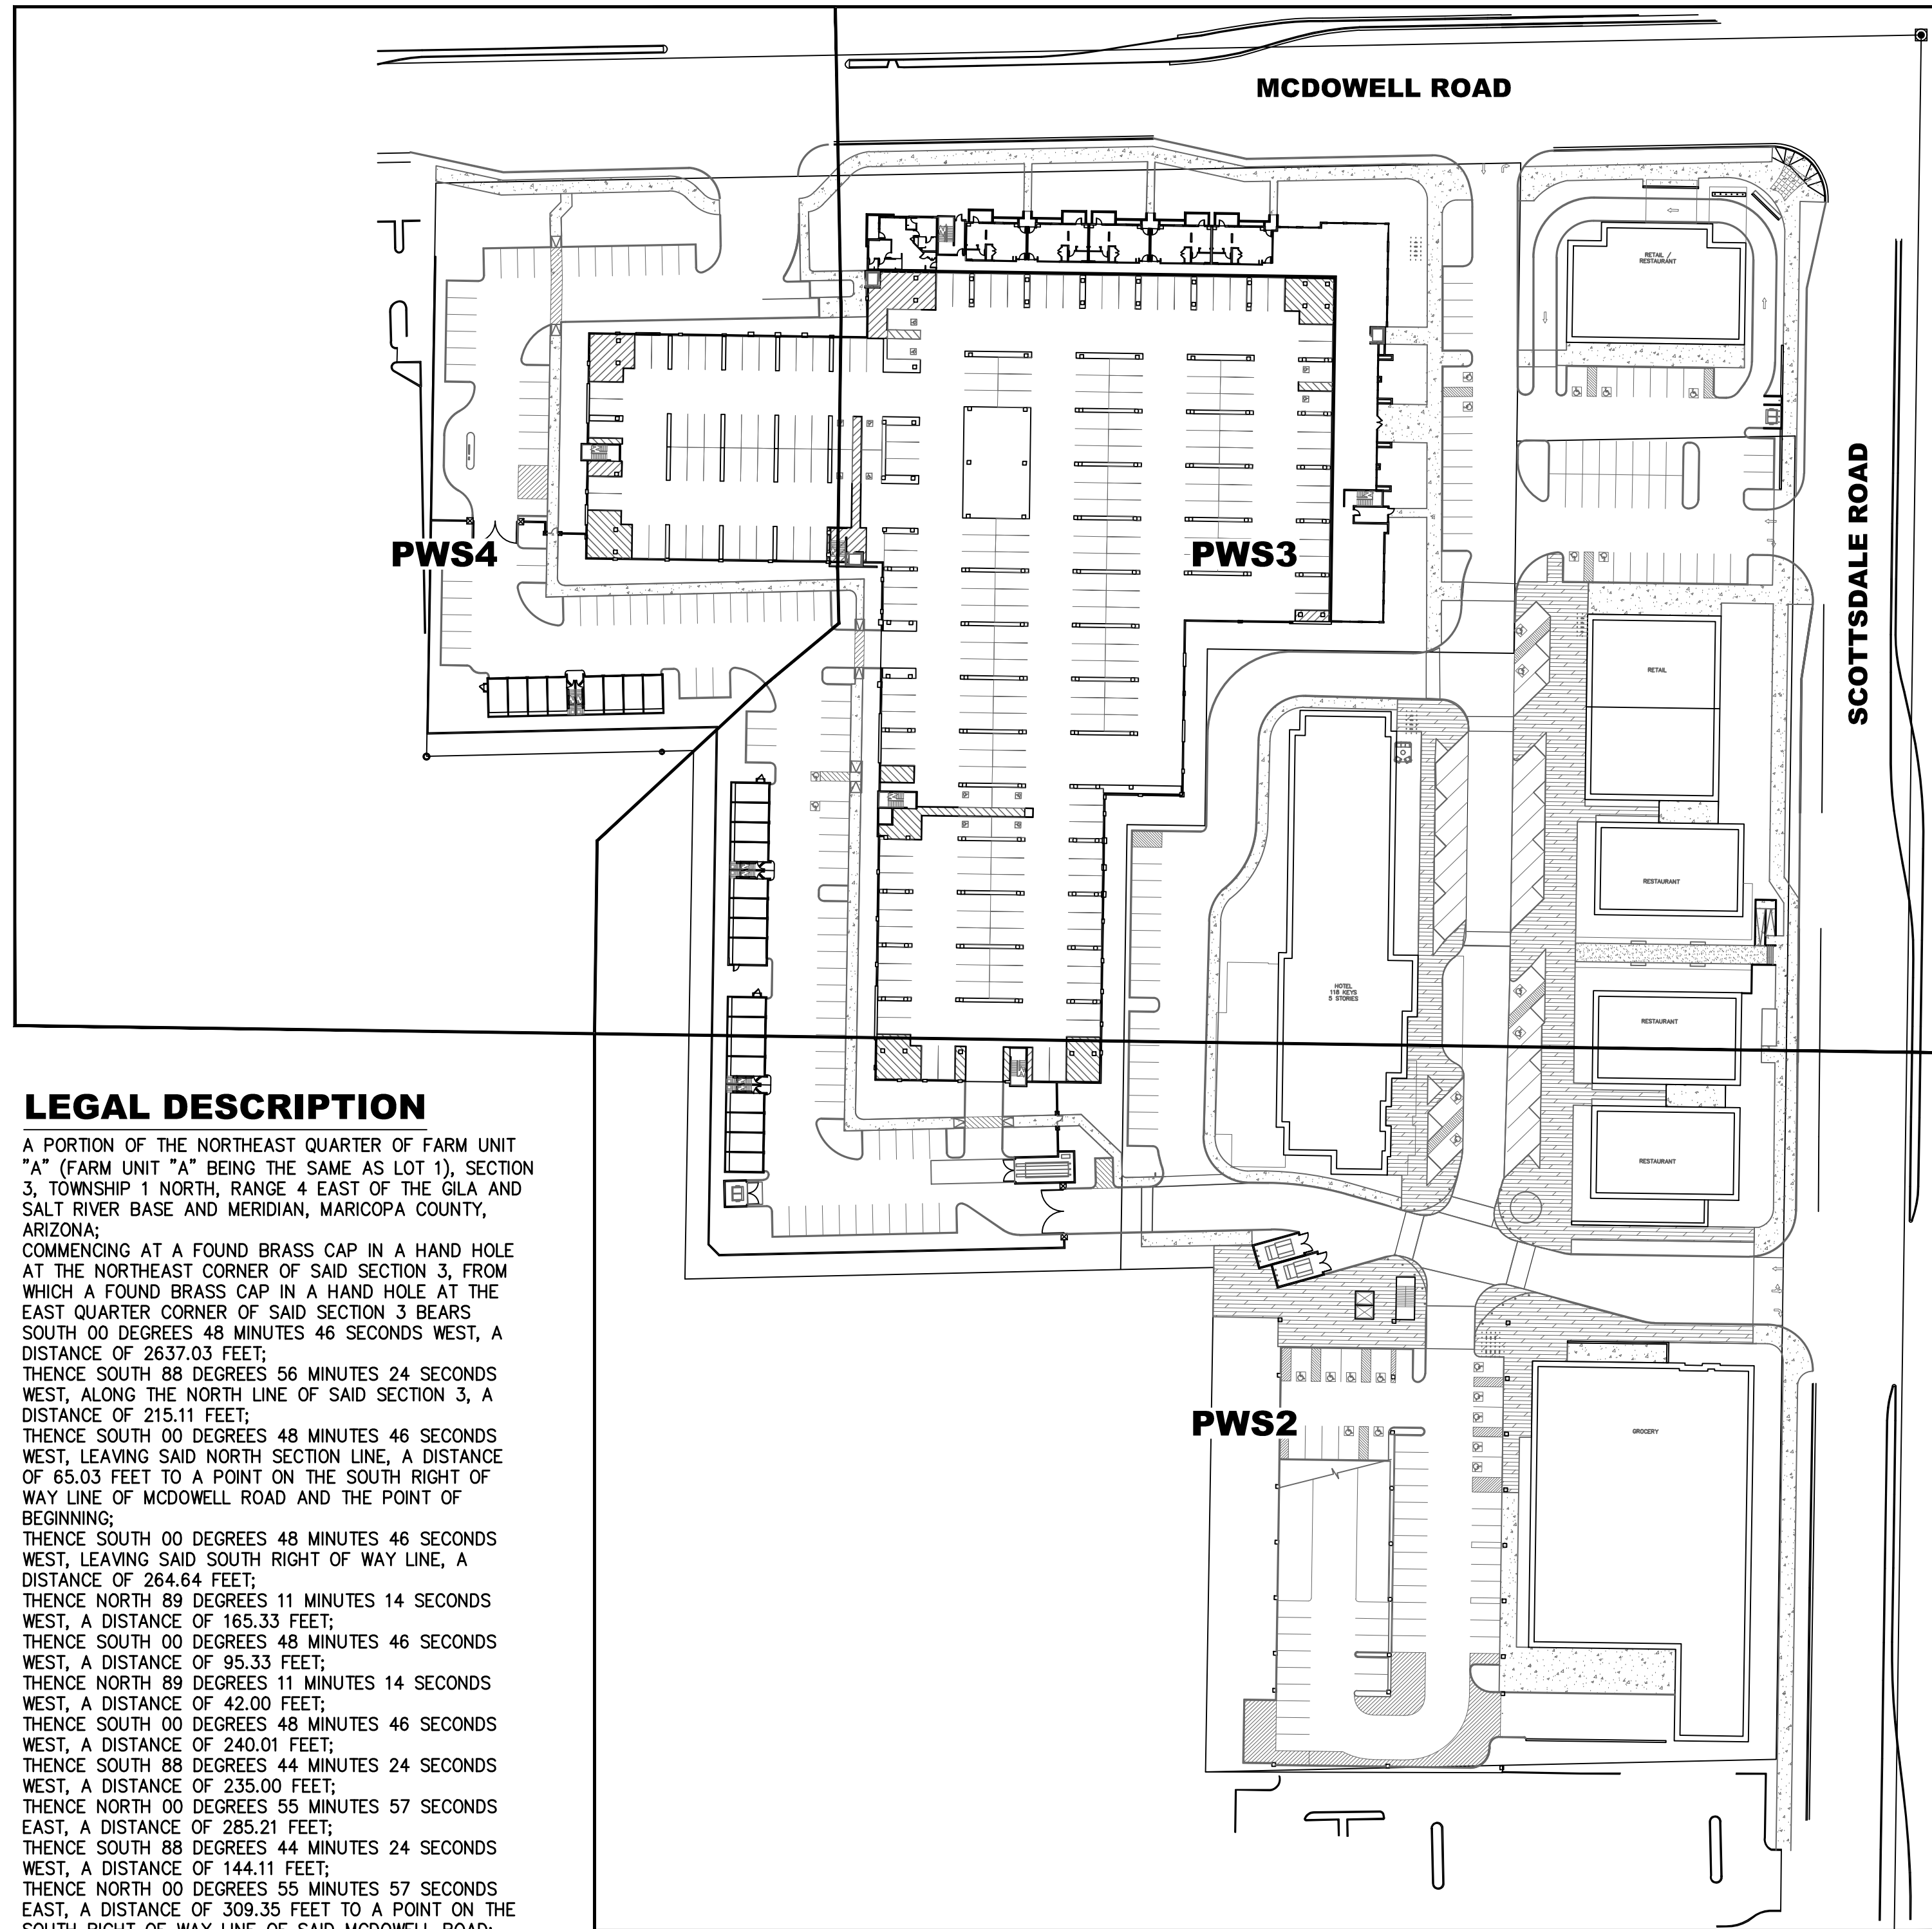 MCDOWELL ROAD
RETAIL /
RESTAURANT
SCOTTSDALE ROAD
PWS4
PWS3
RETAIL
RESTAURANT
HOTEL
118 KEYS
5 STORIES
RESTAURANT
RESTAURANT
PWS2
GROCERY
LEGAL DESCRIPTION
A PORTION OF THE NORTHEAST QUARTER OF FARM UNIT
"A" (FARM UNIT "A" BEING THE SAME AS LOT 1), SECTION
3, TOWNSHIP 1 NORTH, RANGE 4 EAST OF THE GILA AND
SALT RIVER BASE AND MERIDIAN, MARICOPA COUNTY,
ARIZONA;
COMMENCING AT A FOUND BRASS CAP IN A HAND HOLE
AT THE NORTHEAST CORNER OF SAID SECTION 3, FROM
WHICH A FOUND BRASS CAP IN A HAND HOLE AT THE
EAST QUARTER CORNER OF SAID SECTION 3 BEARS
SOUTH 00 DEGREES 48 MINUTES 46 SECONDS WEST, A
DISTANCE OF 2637.03 FEET;
THENCE SOUTH 88 DEGREES 56 MINUTES 24 SECONDS
WEST, ALONG THE NORTH LINE OF SAID SECTION 3, A
DISTANCE OF 215.11 FEET;
THENCE SOUTH 00 DEGREES 48 MINUTES 46 SECONDS
WEST, LEAVING SAID NORTH SECTION LINE, A DISTANCE
OF 65.03 FEET TO A POINT ON THE SOUTH RIGHT OF
WAY LINE OF MCDOWELL ROAD AND THE POINT OF
BEGINNING;
THENCE SOUTH 00 DEGREES 48 MINUTES 46 SECONDS
WEST, LEAVING SAID SOUTH RIGHT OF WAY LINE, A
DISTANCE OF 264.64 FEET;
THENCE NORTH 89 DEGREES 11 MINUTES 14 SECONDS
WEST, A DISTANCE OF 165.33 FEET;
THENCE SOUTH 00 DEGREES 48 MINUTES 46 SECONDS
WEST, A DISTANCE OF 95.33 FEET;
THENCE NORTH 89 DEGREES 11 MINUTES 14 SECONDS
WEST, A DISTANCE OF 42.00 FEET;
THENCE SOUTH 00 DEGREES 48 MINUTES 46 SECONDS
WEST, A DISTANCE OF 240.01 FEET;
THENCE SOUTH 88 DEGREES 44 MINUTES 24 SECONDS
WEST, A DISTANCE OF 235.00 FEET;
THENCE NORTH 00 DEGREES 55 MINUTES 57 SECONDS
EAST, A DISTANCE OF 285.21 FEET;
THENCE SOUTH 88 DEGREES 44 MINUTES 24 SECONDS
WEST, A DISTANCE OF 144.11 FEET;
THENCE NORTH 00 DEGREES 55 MINUTES 57 SECONDS
EAST, A DISTANCE OF 309.35 FEET TO A POINT ON THE
SOUTH RIGHT OF WAY LINE OF SAID MCDOWELL ROAD;